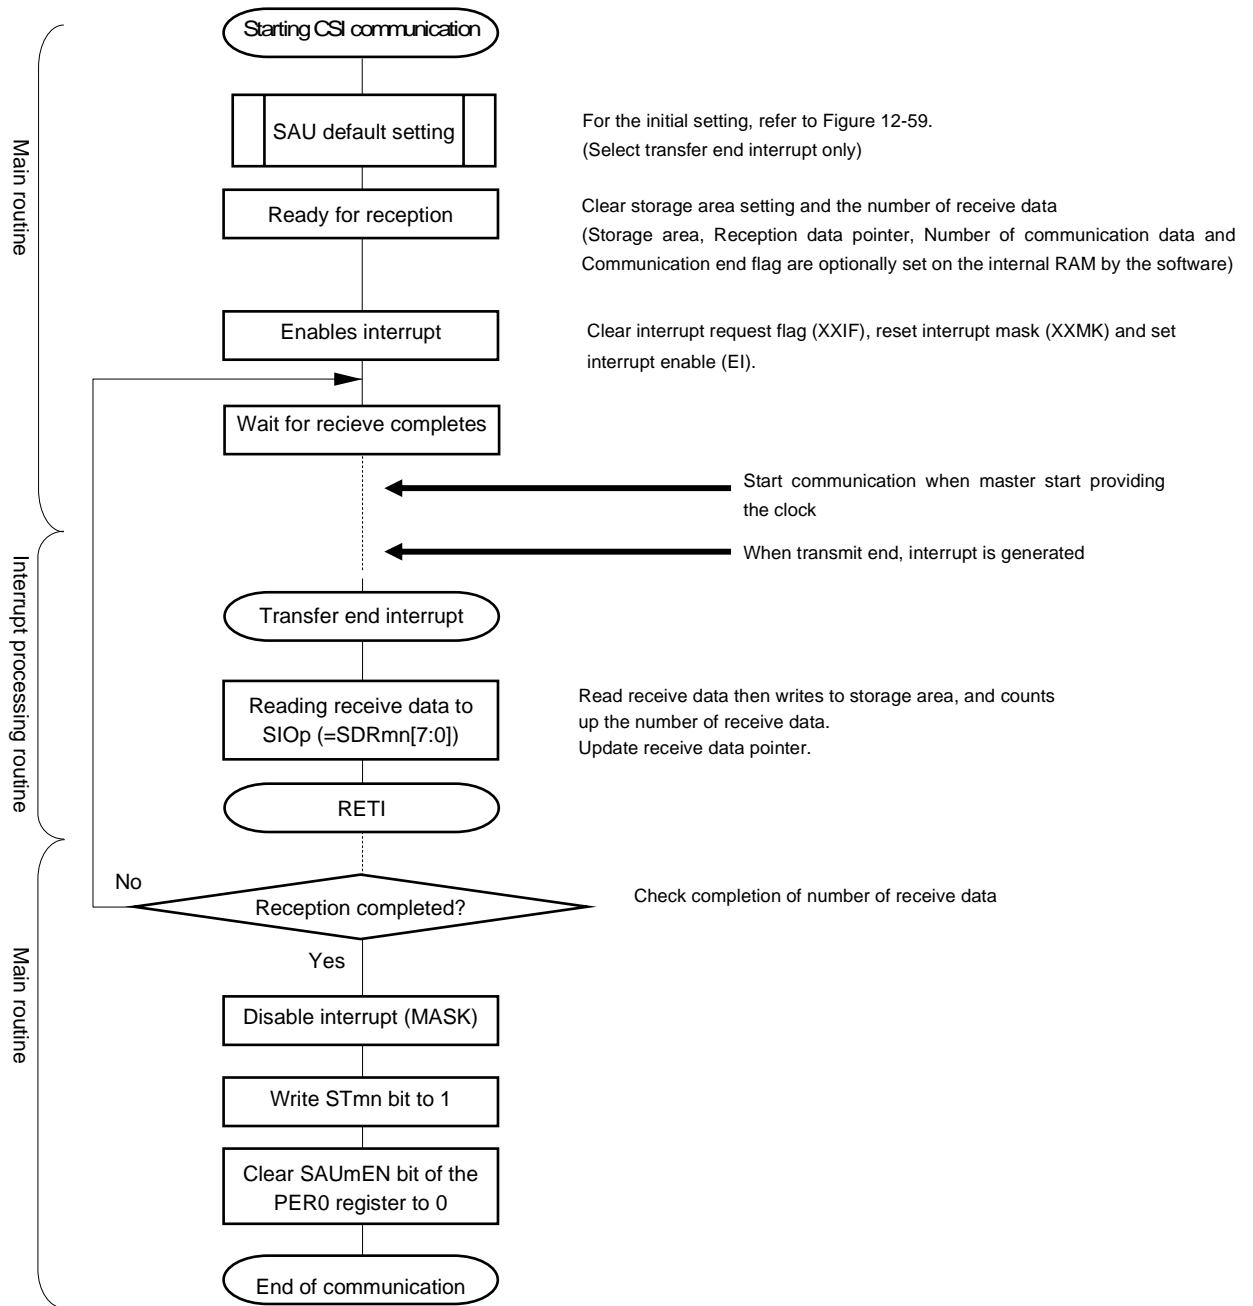 Starting CSI communication
Main routine
SAU default setting
For the initial setting, refer to Figure 12-59.
(Select transfer end interrupt only)
Ready for reception
Clear storage area setting and the number of receive data
(Storage area, Reception data pointer, Number of communication data and
Communication end flag are optionally set on the internal RAM by the software)
Enables interrupt
Clear interrupt request flag (XXIF), reset interrupt mask (XXMK) and set
interrupt enable (EI).
Wait for recieve completes
Start communication when master start providing
the clock
When transmit end, interrupt is generated
Interrupt processing routine
Transfer end interrupt
Reading receive data to
SIOp (=SDRmn[7:0])
Read receive data then writes to storage area, and counts
up the number of receive data.
Update receive data pointer.
RETI
No
Reception completed?
Check completion of number of receive data
Yes
Main routine
Disable interrupt (MASK)
Write STmn bit to 1
Clear SAUmEN bit of the
PER0 register to 0
End of communication